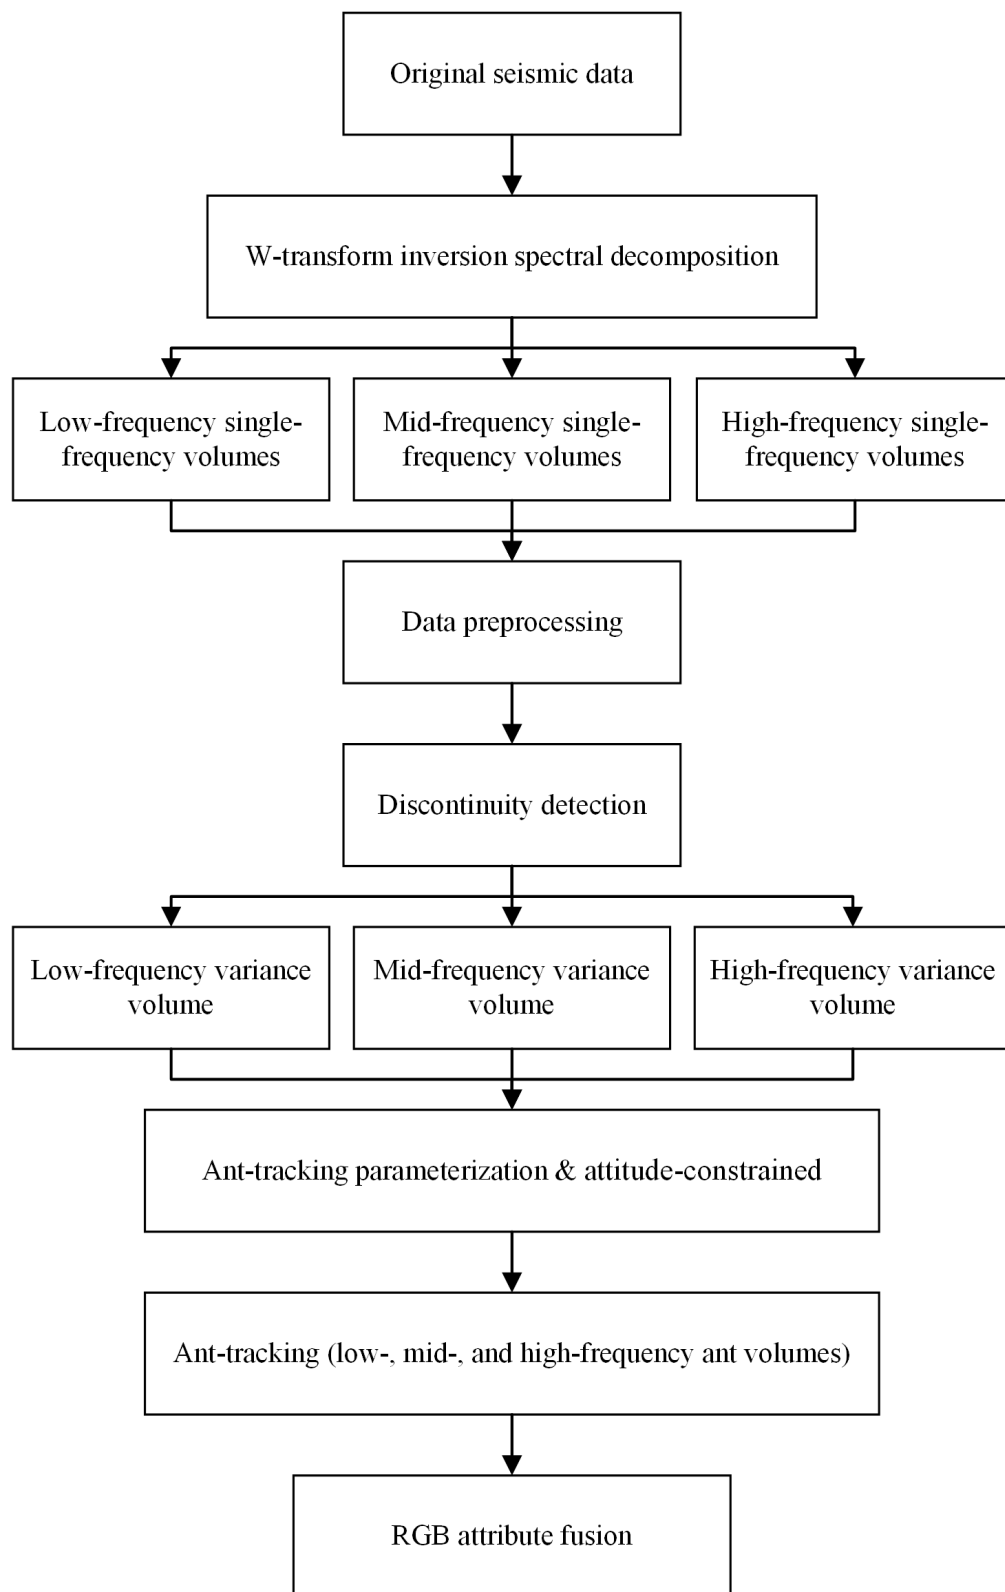 Original seismic data
W-transform inversion spectral decomposition
Low-frequency single-
frequency volumes
Mid-frequency single-
frequency volumes
High-frequency single-
frequency volumes
Data preprocessing
Discontinuity detection
Low-frequency variance
volume
Mid-frequency variance
volume
High-frequency variance
volume
Ant-tracking parameterization & attitude-constrained
Ant-tracking (low-, mid-, and high-frequency ant volumes)
RGB attribute fusion